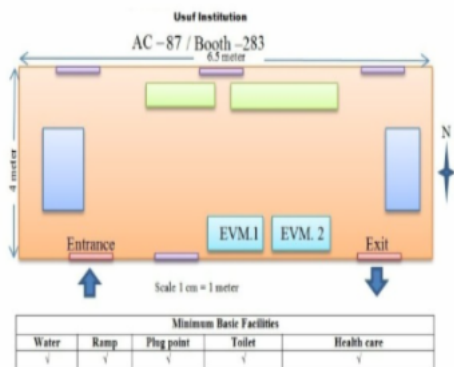 Usuf Institution
AC – 87 / Booth –283
6.5 meter
4 meter
N
EVM.1 EVM. 2
Entrance Exit
Scale 1 cm = 1 meter
Minimum Basic Facilities
Water Ramp Plug point Toilet Health care
√ √ √ √ √